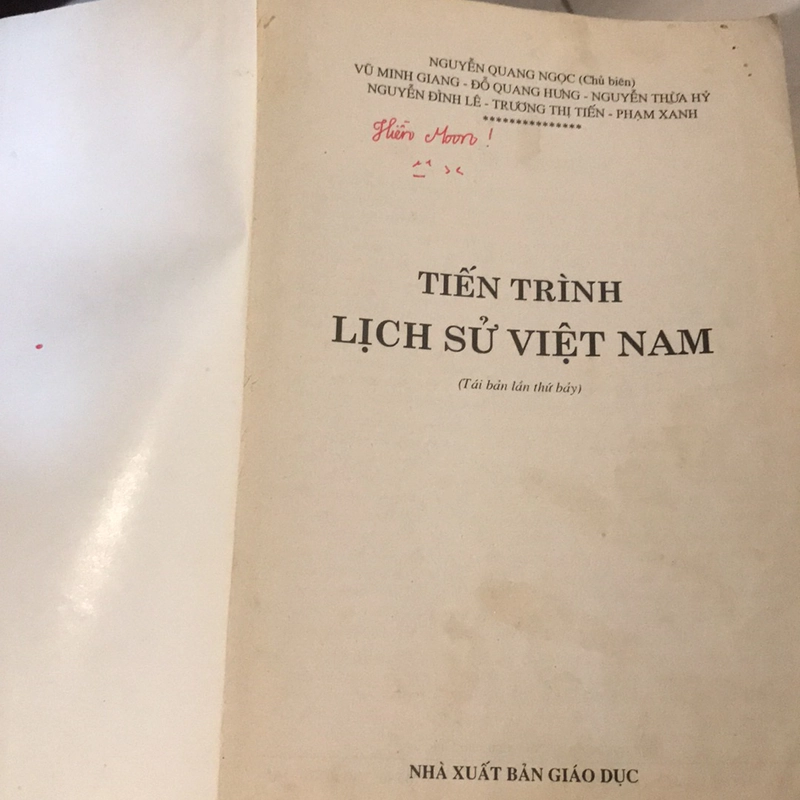 NGUYỄN QUANG NGỌC (Chủ biên)
VŨ MINH GIANG - ĐỖ QUANG HƯNG - NGUYỄN THỪA HỶ
NGUYỄN ĐÌNH LÊ - TRƯƠNG THỊ TIẾN - PHẠM XANH
***************
Hiền Moon !
TIẾN TRÌNH
LỊCH SỬ VIỆT NAM
(Tái bản lần thứ bảy)
NHÀ XUẤT BẢN GIÁO DỤC